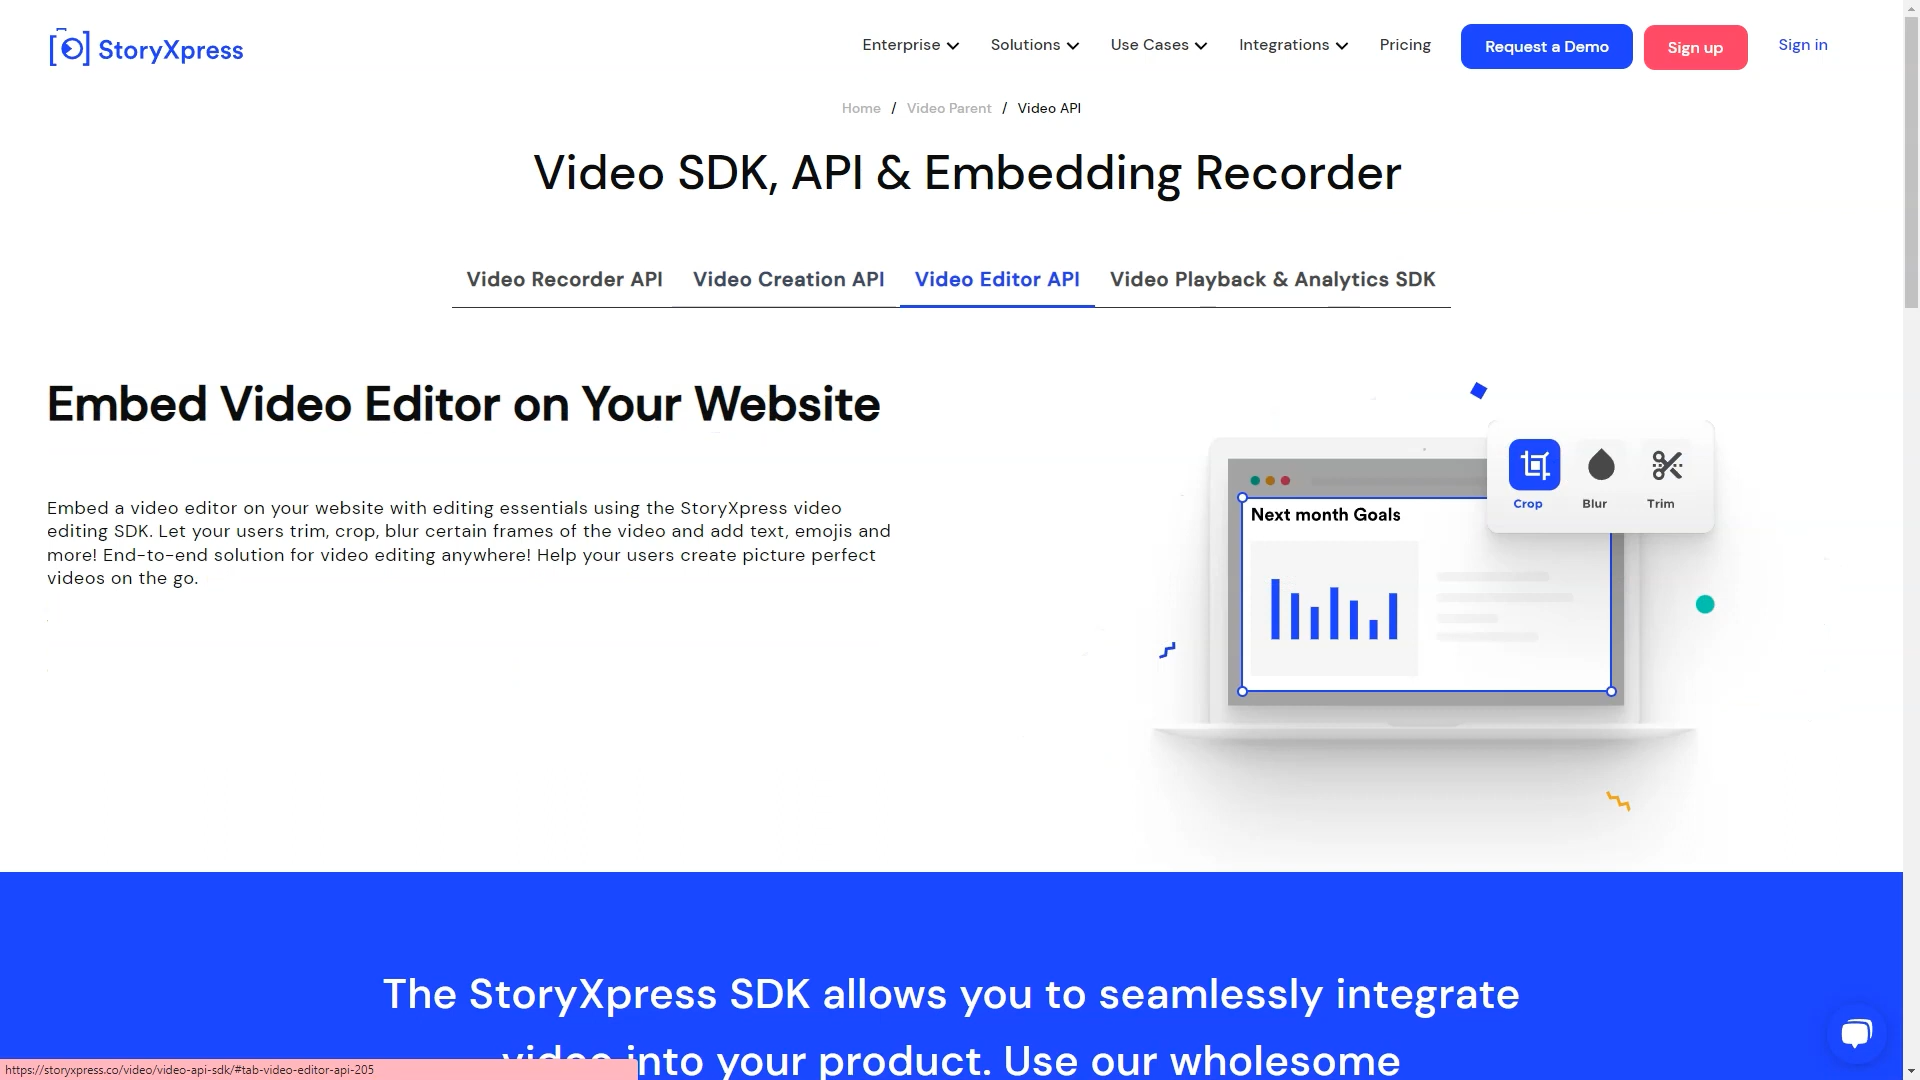 StoryXpress
Enterprise
Solutions
Use Cases
Integrations
Pricing
Request a Demo
Sign up
Sign in
Home / Video Parent / Video API
Video SDK, API & Embedding Recorder
Video Recorder API
Video Creation API
Video Editor API
Video Playback & Analytics SDK
Embed Video Editor on Your Website
Embed a video editor on your website with editing essentials using the StoryXpress video
editing SDK. Let your users trim, crop, blur certain frames of the video and add text, emojis and
more! End-to-end solution for video editing anywhere! Help your users create picture perfect
videos on the go.
Crop
Blur
Trim
Next month Goals
The StoryXpress SDK allows you to seamlessly integrate
video into your product. Use our wholesome
https://storyxpress.co/video/video-api-sdk/#tab-video-editor-api-205